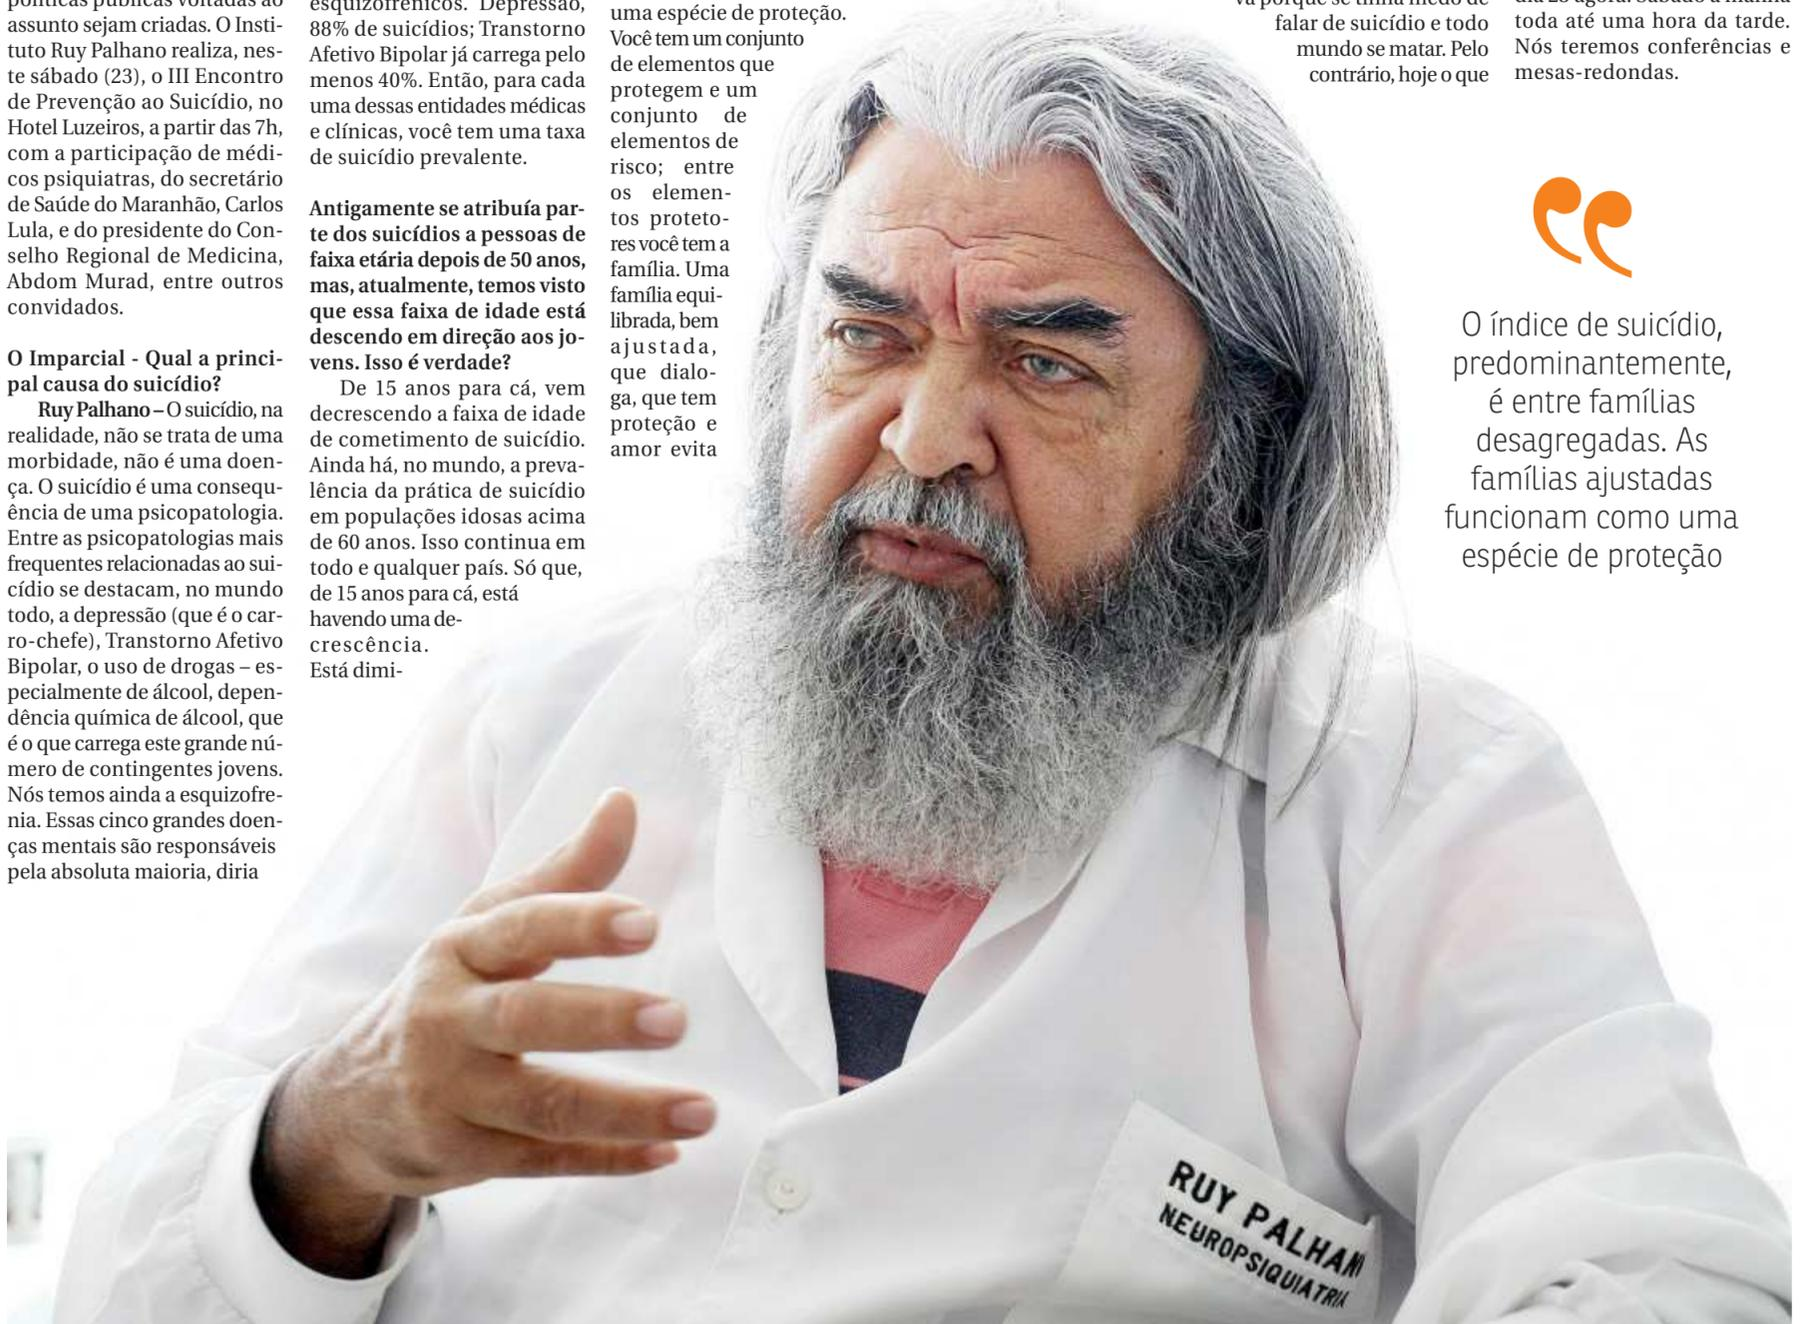 políticas públicas voltadas ao
assunto sejam criadas. O Insti-
tuto Ruy Palhano realiza, nes-
te sábado (23), o III Encontro
de Prevenção ao Suicídio, no
Hotel Luzeiros, a partir das 7h,
com a participação de médi-
cos psiquiatras, do secretário
de Saúde do Maranhão, Carlos
Lula, e do presidente do Con-
selho Regional de Medicina,
Abdom Murad, entre outros
convidados.
O Imparcial - Qual a princi-
pal causa do suicídio?
Ruy Palhano – O suicídio, na
realidade, não se trata de uma
morbidade, não é uma doen-
ça. O suicídio é uma consequ-
ência de uma psicopatologia.
Entre as psicopatologias mais
frequentes relacionadas ao sui-
cídio se destacam, no mundo
todo, a depressão (que é o car-
ro-chefe), Transtorno Afetivo
Bipolar, o uso de drogas – es-
pecialmente de álcool, depen-
dência química de álcool, que
é o que carrega este grande nú-
mero de contingentes jovens.
Nós temos ainda a esquizofre-
nia. Essas cinco grandes doen-
ças mentais são responsáveis
pela absoluta maioria, diria
esquizofrênicos. Depressão,
88% de suicídios; Transtorno
Afetivo Bipolar já carrega pelo
menos 40%. Então, para cada
uma dessas entidades médicas
e clínicas, você tem uma taxa
de suicídio prevalente.
Antigamente se atribuía par-
te dos suicídios a pessoas de
faixa etária depois de 50 anos,
mas, atualmente, temos visto
que essa faixa de idade está
descendo em direção aos jo-
vens. Isso é verdade?
De 15 anos para cá, vem
decrescendo a faixa de idade
de cometimento de suicídio.
Ainda há, no mundo, a preva-
lência da prática de suicídio
em populações idosas acima
de 60 anos. Isso continua em
todo e qualquer país. Só que,
de 15 anos para cá, está
havendo uma de-
crescência.
Está dimi-
uma espécie de proteção.
Você tem um conjunto
de elementos que
protegem e um
conjunto de
elementos de
risco; entre
os elemen-
tos proteto-
res você tem a
família. Uma
família equi-
librada, bem
ajustada,
que dialo-
ga, que tem
proteção e
amor evita
va porque se tinha medo de
falar de suicídio e todo
mundo se matar. Pelo
contrário, hoje o que
dia 23 agora. Sábado a manhã
toda até uma hora da tarde.
Nós teremos conferências e
mesas-redondas.
O índice de suicídio,
predominantemente,
é entre famílias
desagregadas. As
famílias ajustadas
funcionam como uma
espécie de proteção
RUY PALHAN
NEUROPSIQUIATRIA